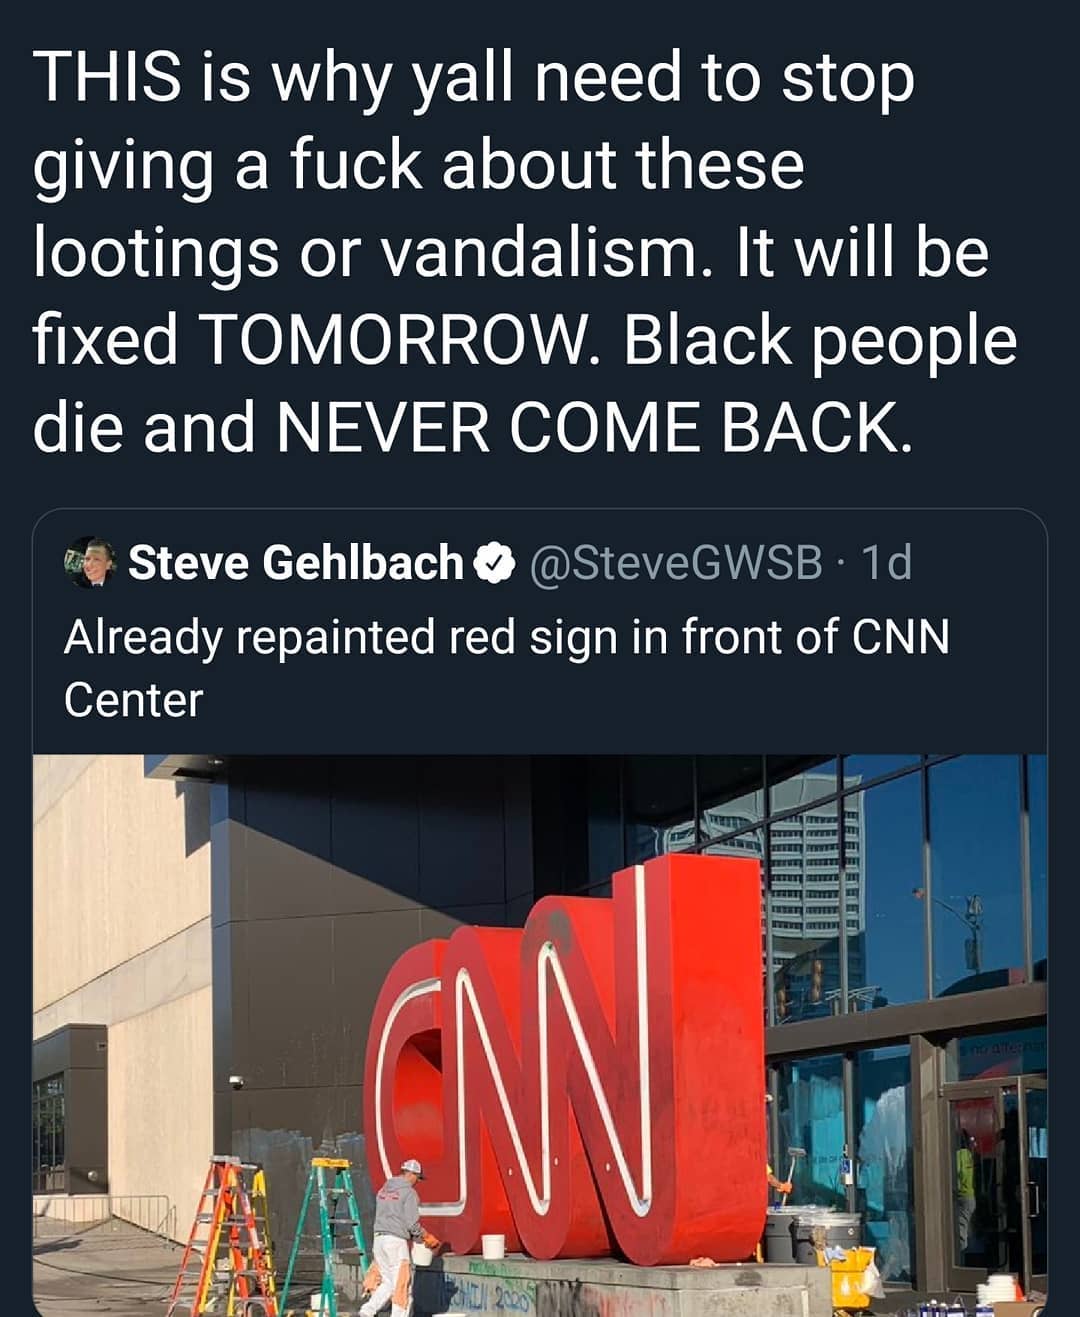 THIS is why yall need to stop
giving a fuck about these
lootings or vandalism. It will be
fixed TOMORROW. Black people
die and NEVER COME BACK.
Steve Gehlbach @SteveGWSB · 1d
Already repainted red sign in front of CNN
Center
CNN
2020